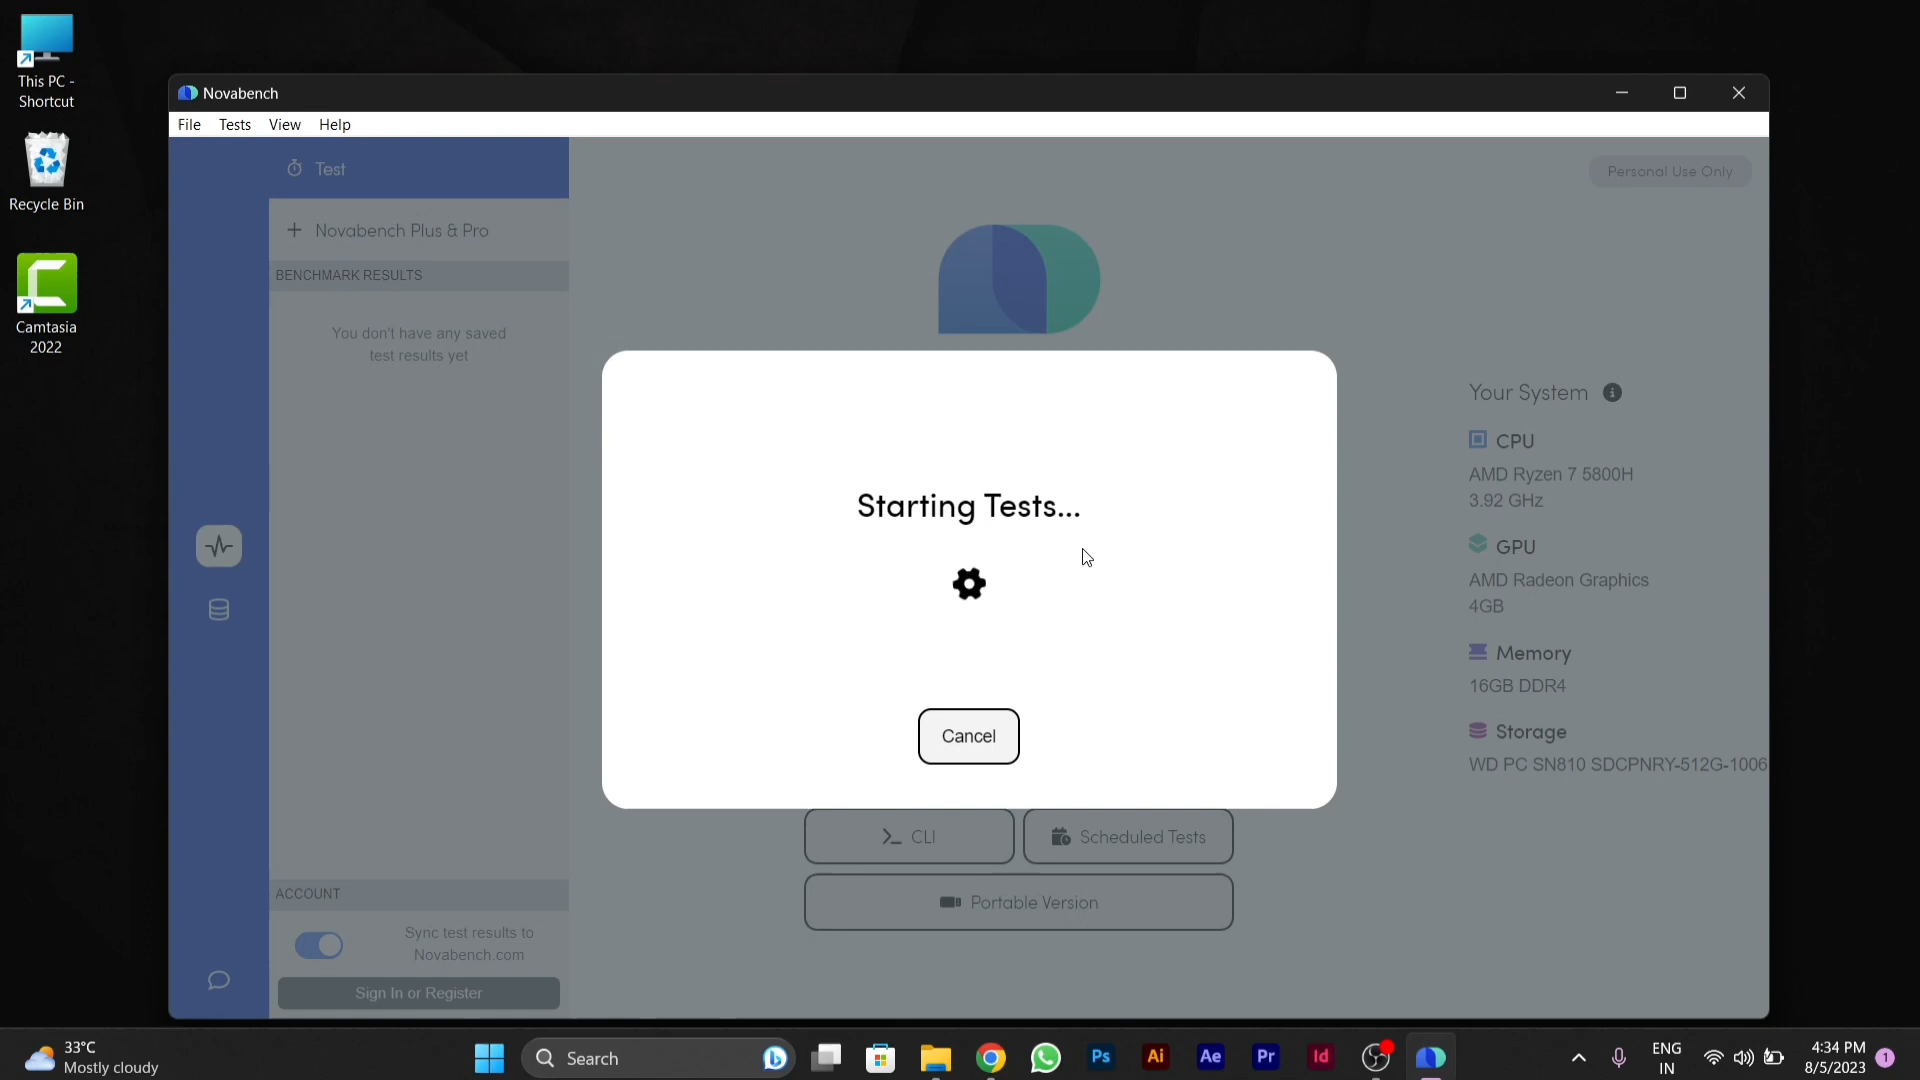 This PC -
Shortcut
Recycle Bin
Camtasia
2022
Novabench
File Tests View Help
Test
Novabench Plus & Pro
BENCHMARK RESULTS
You don't have any saved
test results yet
ACCOUNT
Sync test results to
Novabench.com
Sign In or Register
Personal Use Only
Starting Tests...
Cancel
CLI
Scheduled Tests
Portable Version
Your System
CPU
AMD Ryzen 7 5800H
3.92 GHz
GPU
AMD Radeon Graphics
4GB
Memory
16GB DDR4
Storage
WD PC SN810 SDCPNRY-512G-1006
33°C
Mostly cloudy
Search
Ps
Ai
Ae
Pr
Id
ENG
IN
4:34 PM
8/5/2023
1